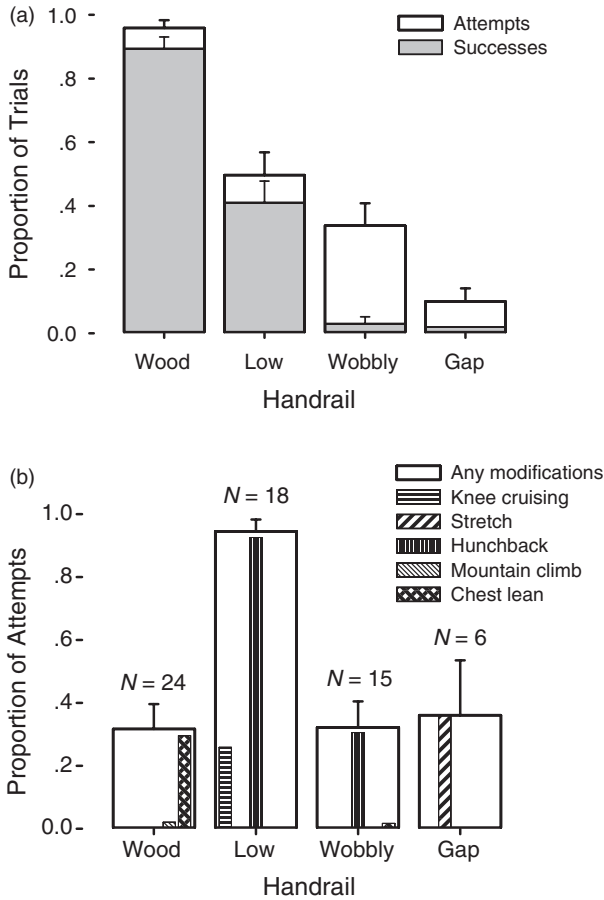 (a)
1.0
.8
.6
.4
.2
0.0
Proportion of Trials
Attempts
Successes
Wood Low Wobbly Gap
Handrail
(b)
1.0
.8
.6
.4
.2
0.0
Proportion of Attempts
Any modifications
Knee cruising
Stretch
Hunchback
Mountain climb
Chest lean
N = 24
N = 18
N = 15
N = 6
Wood Low Wobbly Gap
Handrail